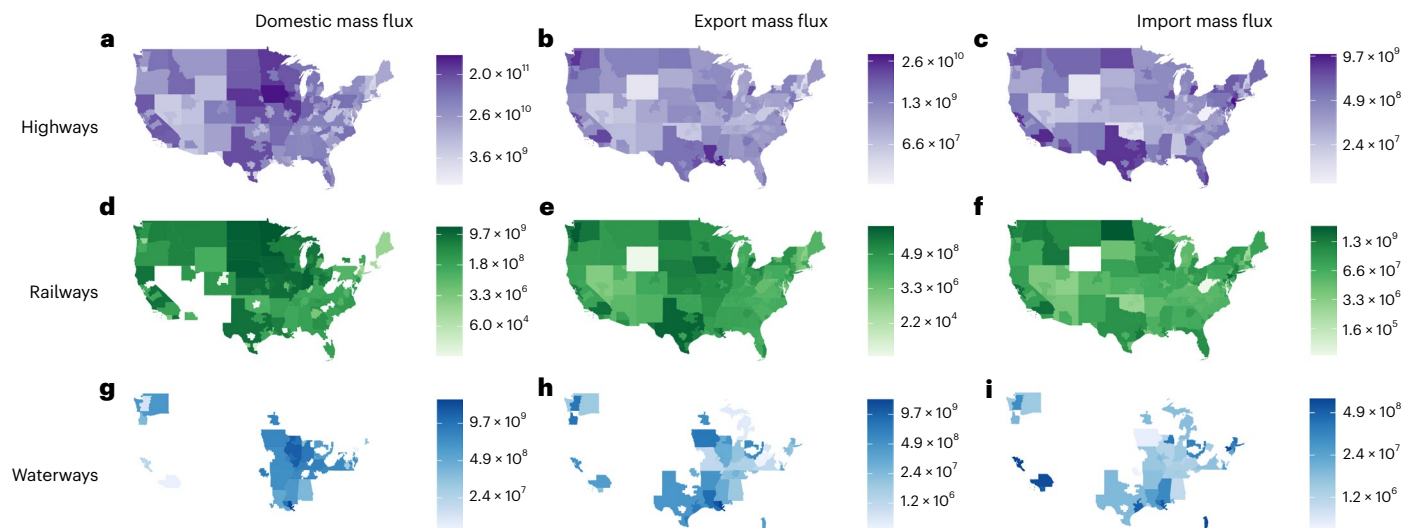 Domestic mass flux
Export mass flux
Import mass flux
a
b
c
Highways
2.0 × 10¹¹
2.6 × 10¹⁰
3.6 × 10⁹
2.6 × 10¹⁰
1.3 × 10⁹
6.6 × 10⁷
9.7 × 10⁹
4.9 × 10⁸
2.4 × 10⁷
d
e
f
Railways
9.7 × 10⁹
1.8 × 10⁸
3.3 × 10⁶
6.0 × 10⁴
4.9 × 10⁸
3.3 × 10⁶
2.2 × 10⁴
1.3 × 10⁹
6.6 × 10⁷
3.3 × 10⁶
1.6 × 10⁵
g
h
i
Waterways
9.7 × 10⁹
4.9 × 10⁸
2.4 × 10⁷
9.7 × 10⁹
4.9 × 10⁸
2.4 × 10⁷
1.2 × 10⁶
4.9 × 10⁸
2.4 × 10⁷
1.2 × 10⁶